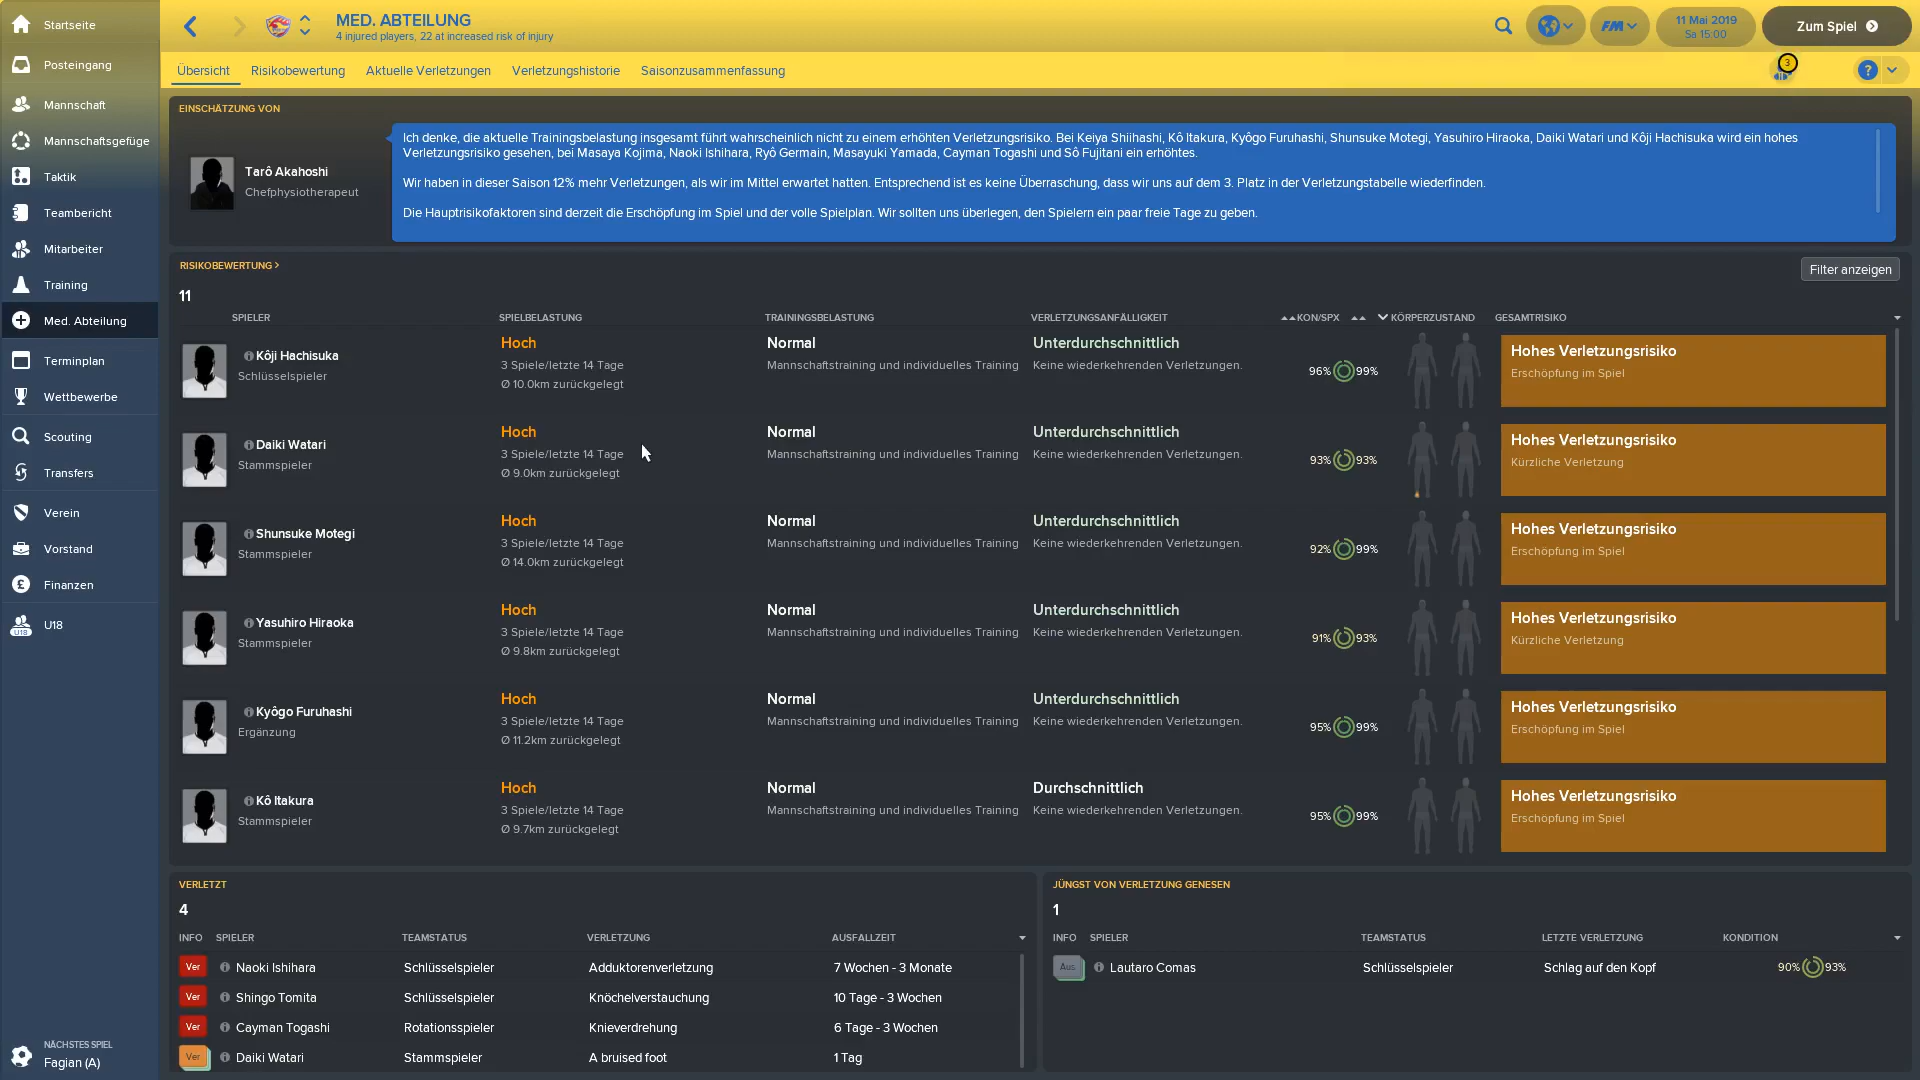 Startseite
Posteingang
Mannschaft
Mannschaftsgefüge
Taktik
Teambericht
Mitarbeiter
Training
Med. Abteilung
Terminplan
Wettbewerbe
Scouting
Transfers
Verein
Vorstand
Finanzen
U18
U18
NÄCHSTES SPIEL
Fagian (A)
MED. ABTEILUNG
4 injured players, 22 at increased risk of injury
FM
11 Mai 2019
Sa 15:00
Zum Spiel
Übersicht Risikobewertung Aktuelle Verletzungen Verletzungshistorie Saisonzusammenfassung
3
?
EINSCHÄTZUNG VON
Tarô Akahoshi
Chefphysiotherapeut
Ich denke, die aktuelle Trainingsbelastung insgesamt führt wahrscheinlich nicht zu einem erhöhten Verletzungsrisiko. Bei Keiya Shiihashi, Kô Itakura, Kyôgo Furuhashi, Shunsuke Motegi, Yasuhiro Hiraoka, Daiki Watari und Kôji Hachisuka wird ein hohes
Verletzungsrisiko gesehen, bei Masaya Kojima, Naoki Ishihara, Ryô Germain, Masayuki Yamada, Cayman Togashi und Sô Fujitani ein erhöhtes.
Wir haben in dieser Saison 12% mehr Verletzungen, als wir im Mittel erwartet hatten. Entsprechend ist es keine Überraschung, dass wir uns auf dem 3. Platz in der Verletzungstabelle wiederfinden.
Die Hauptrisikofaktoren sind derzeit die Erschöpfung im Spiel und der volle Spielplan. Wir sollten uns überlegen, den Spielern ein paar freie Tage zu geben.
RISIKOBEWERTUNG >
Filter anzeigen
11
SPIELER SPIELBELASTUNG TRAININGSBELASTUNG VERLETZUNGSANFÄLLIGKEIT KON/SPX KÖRPERZUSTAND GESAMTRISIKO
Kôji Hachisuka
Schlüsselspieler
Hoch
3 Spiele/letzte 14 Tage
Ø 10.0km zurückgelegt
Normal
Mannschaftstraining und individuelles Training
Unterdurchschnittlich
Keine wiederkehrenden Verletzungen.
96% 99%
Hohes Verletzungsrisiko
Erschöpfung im Spiel
Daiki Watari
Stammspieler
Hoch
3 Spiele/letzte 14 Tage
Ø 9.0km zurückgelegt
Normal
Mannschaftstraining und individuelles Training
Unterdurchschnittlich
Keine wiederkehrenden Verletzungen.
93% 93%
Hohes Verletzungsrisiko
Kürzliche Verletzung
Shunsuke Motegi
Stammspieler
Hoch
3 Spiele/letzte 14 Tage
Ø 14.0km zurückgelegt
Normal
Mannschaftstraining und individuelles Training
Unterdurchschnittlich
Keine wiederkehrenden Verletzungen.
92% 99%
Hohes Verletzungsrisiko
Erschöpfung im Spiel
Yasuhiro Hiraoka
Stammspieler
Hoch
3 Spiele/letzte 14 Tage
Ø 9.8km zurückgelegt
Normal
Mannschaftstraining und individuelles Training
Unterdurchschnittlich
Keine wiederkehrenden Verletzungen.
91% 93%
Hohes Verletzungsrisiko
Kürzliche Verletzung
Kyôgo Furuhashi
Ergänzung
Hoch
3 Spiele/letzte 14 Tage
Ø 11.2km zurückgelegt
Normal
Mannschaftstraining und individuelles Training
Unterdurchschnittlich
Keine wiederkehrenden Verletzungen.
95% 99%
Hohes Verletzungsrisiko
Erschöpfung im Spiel
Kô Itakura
Stammspieler
Hoch
3 Spiele/letzte 14 Tage
Ø 9.7km zurückgelegt
Normal
Mannschaftstraining und individuelles Training
Durchschnittlich
Keine wiederkehrenden Verletzungen.
95% 99%
Hohes Verletzungsrisiko
Erschöpfung im Spiel
VERLETZT
4
INFO SPIELER TEAMSTATUS VERLETZUNG AUSFALLZEIT
Ver Naoki Ishihara Schlüsselspieler Adduktorenverletzung 7 Wochen - 3 Monate
Ver Shingo Tomita Schlüsselspieler Knöchelverstauchung 10 Tage - 3 Wochen
Ver Cayman Togashi Rotationsspieler Knieverdrehung 6 Tage - 3 Wochen
Ver Daiki Watari Stammspieler A bruised foot 1 Tag
JÜNGST VON VERLETZUNG GENESEN
1
INFO SPIELER TEAMSTATUS LETZTE VERLETZUNG KONDITION
Aus Lautaro Comas Schlüsselspieler Schlag auf den Kopf 90% 93%